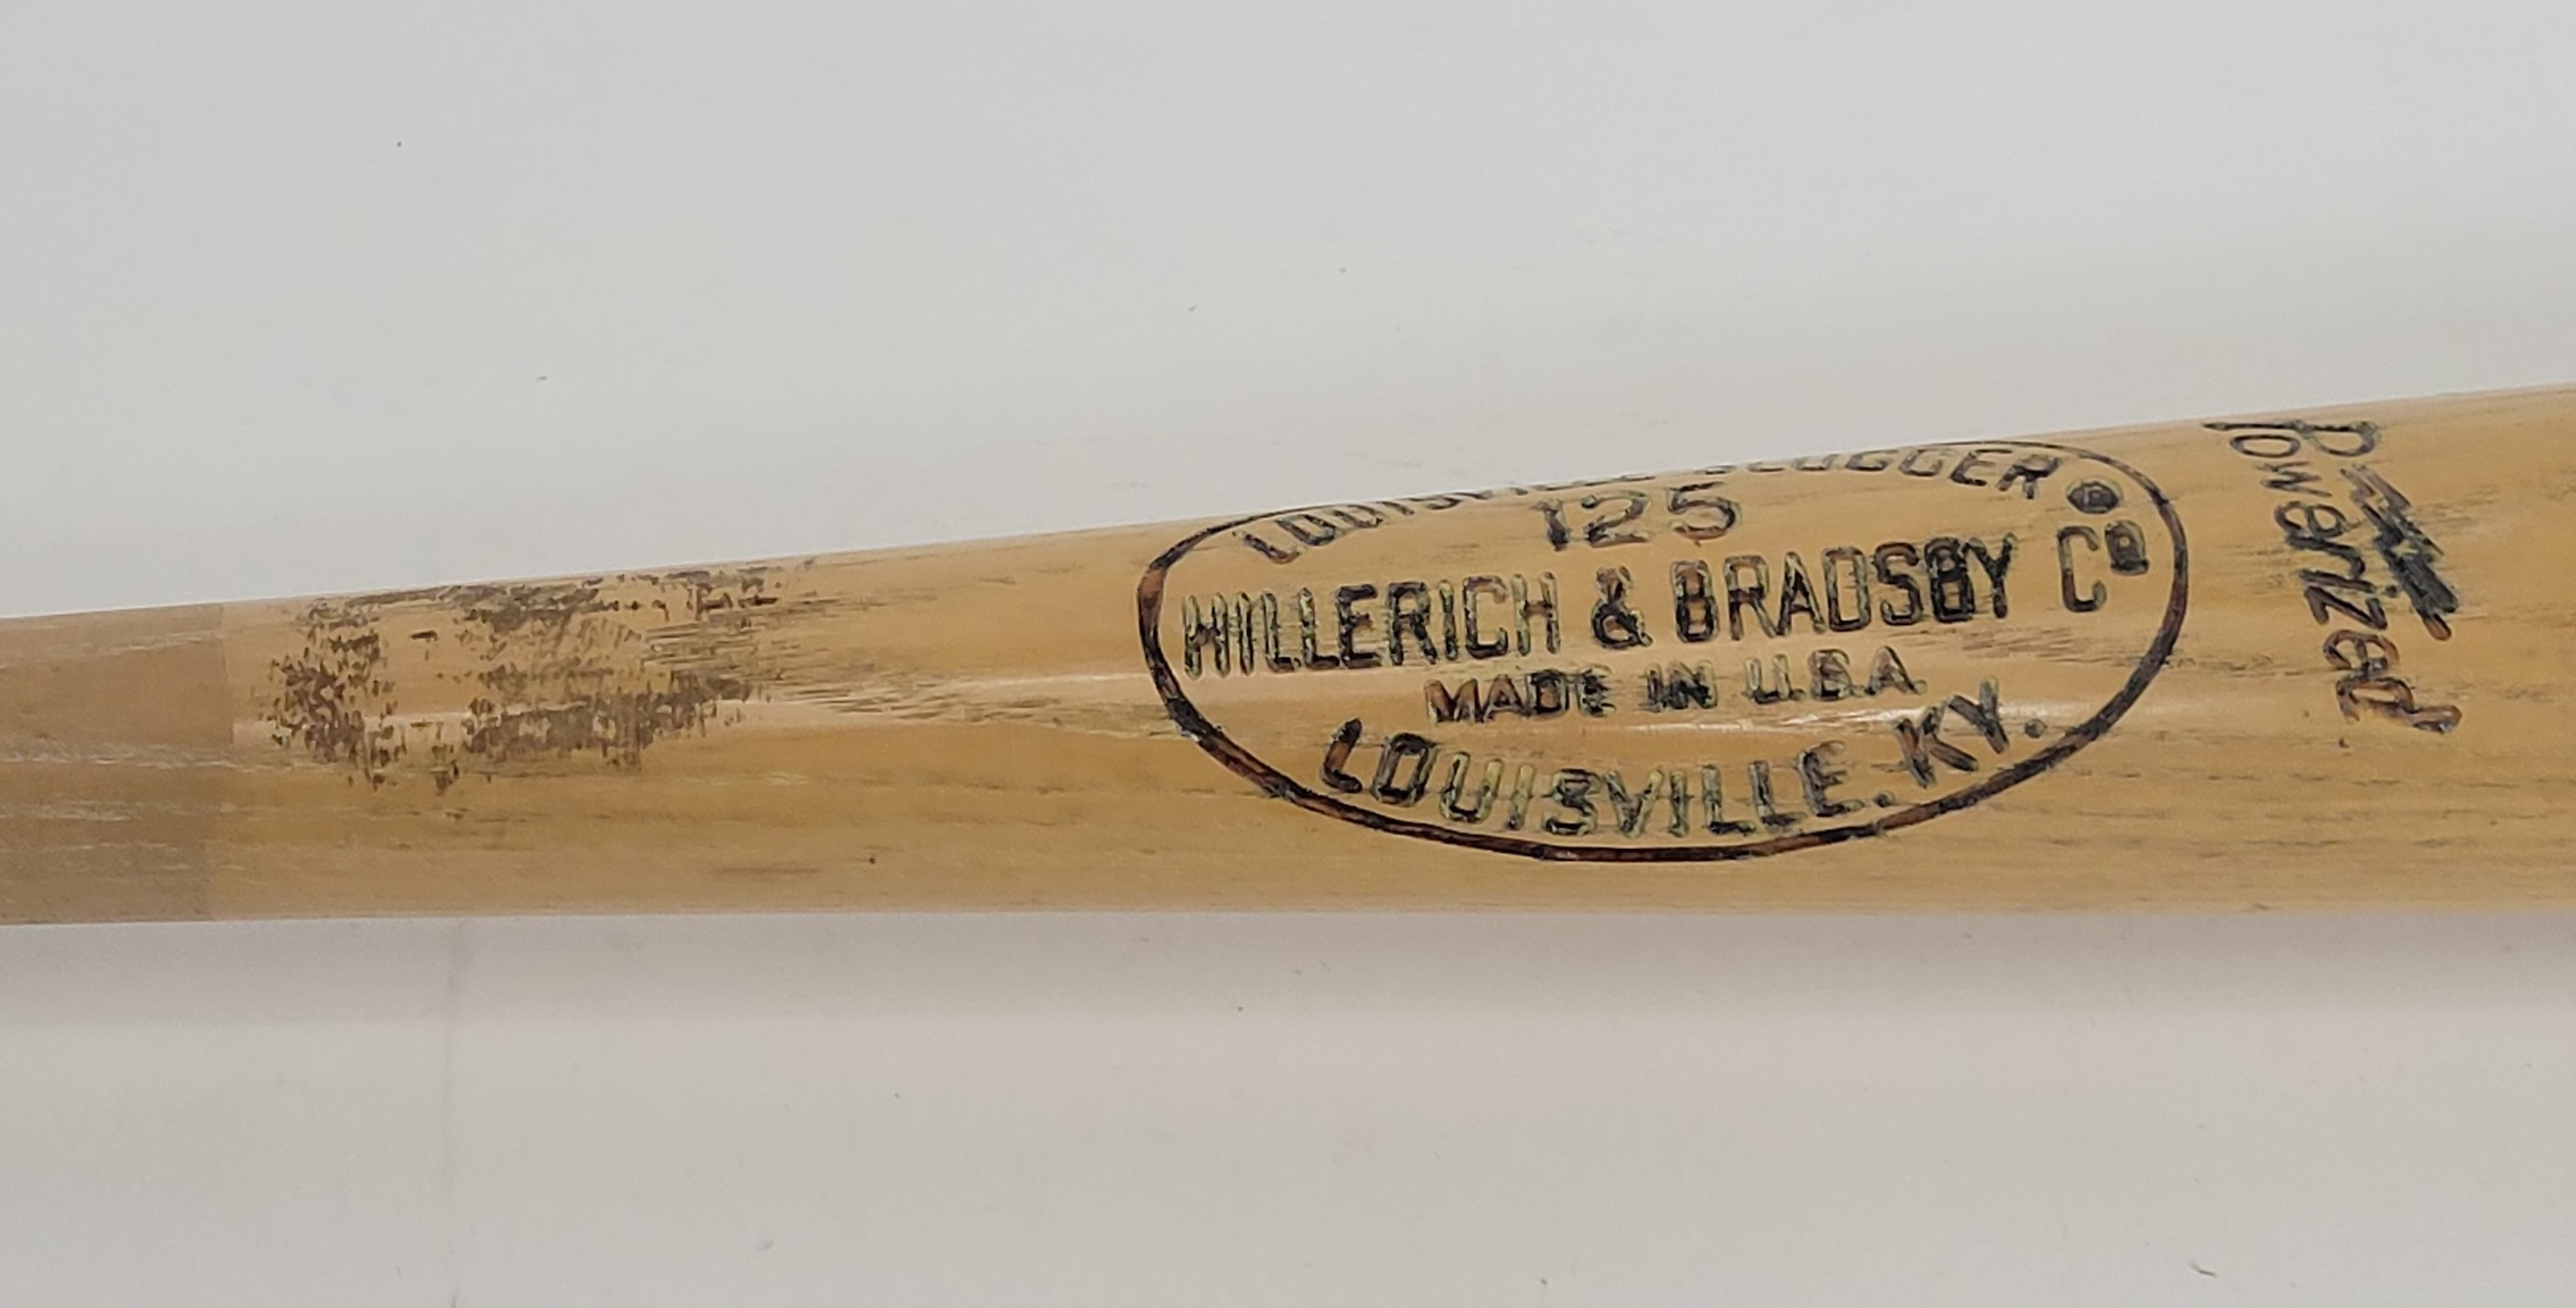 LOUISVILLE SLUGGER ®
125
HILLERICH & BRADSBY Cº
MADE IN U.S.A.
LOUISVILLE. KY.
Powerized